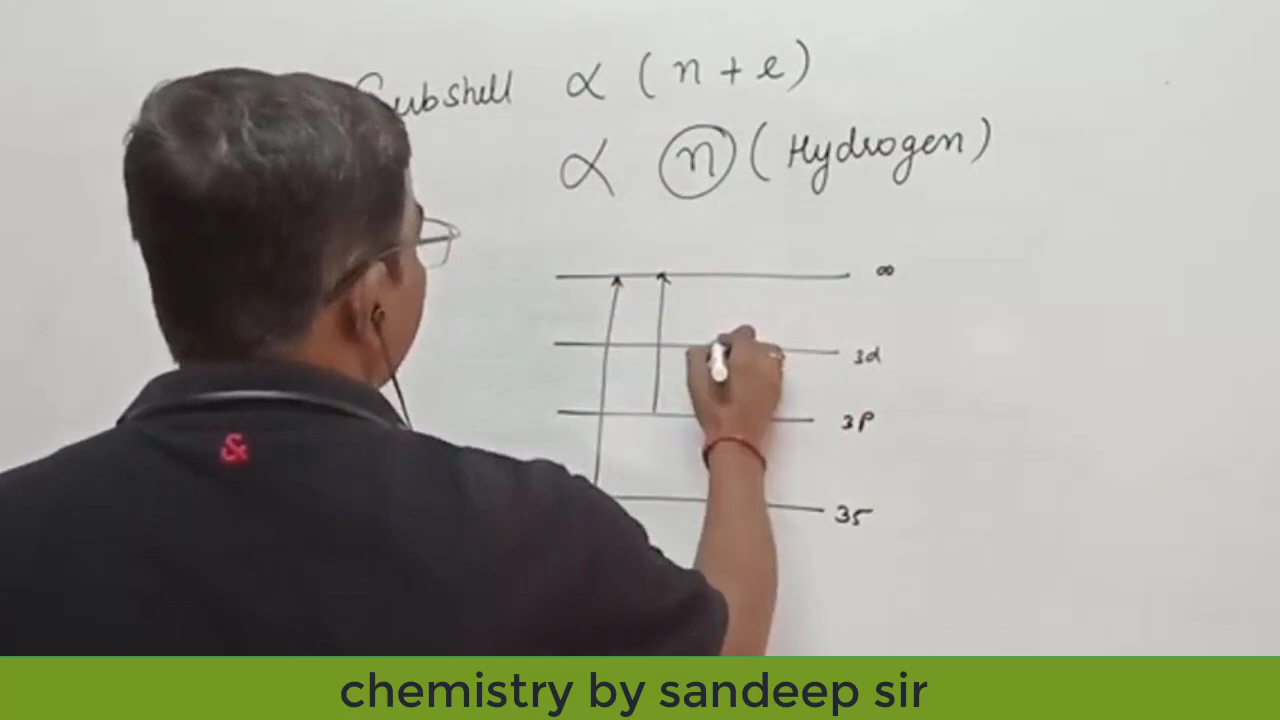 Subshell ∝ (n + e)
∝ n (Hydrogen)
∞
3d
3p
3s
&
chemistry by sandeep sir